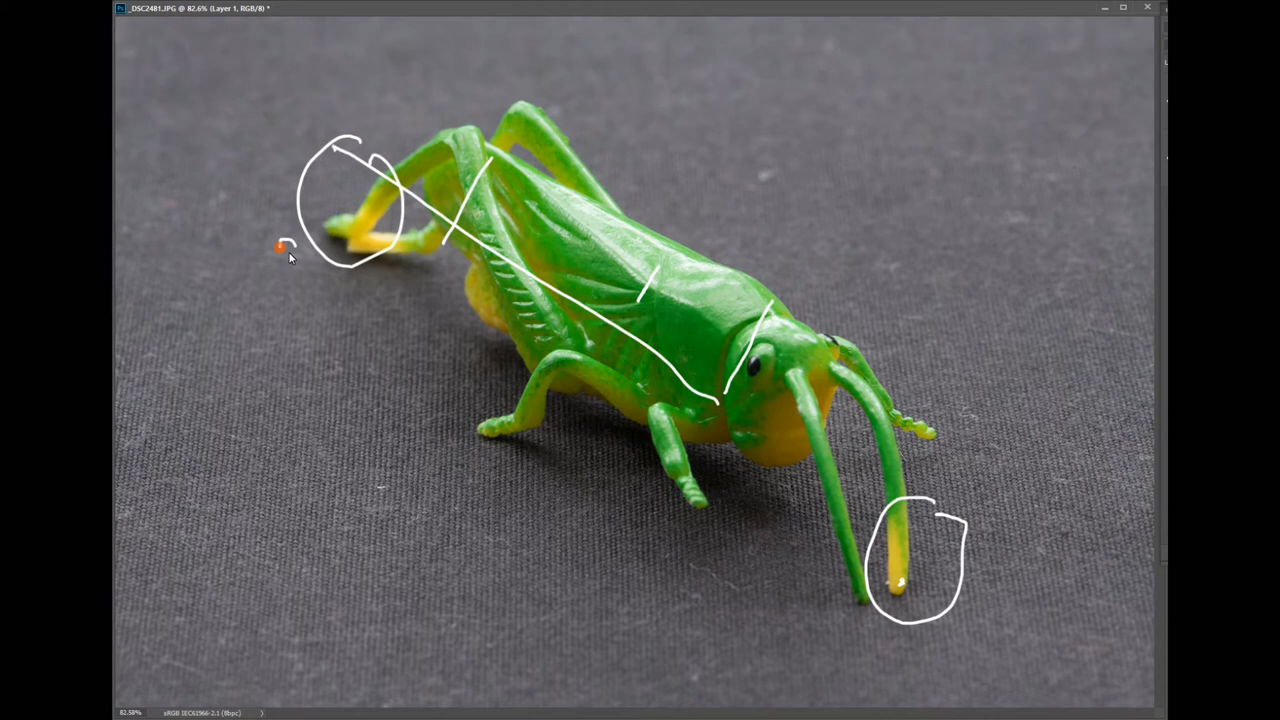 _DSC2481.JPG @ 82.6% (Layer 1, RGB/8) *
82.58%
sRGB IEC61966-2.1 (8bpc)